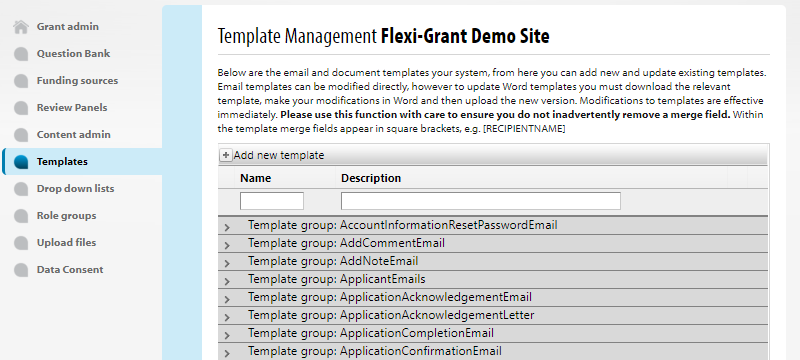 Grant admin
Question Bank
Funding sources
Review Panels
Content admin
Templates
Drop down lists
Role groups
Upload files
Data Consent
Template Management Flexi-Grant Demo Site
Below are the email and document templates your system, from here you can add new and update existing templates.
Email templates can be modified directly, however to update Word templates you must download the relevant
template, make your modifications in Word and then upload the new version. Modifications to templates are effective
immediately. Please use this function with care to ensure you do not inadvertently remove a merge field. Within
the template merge fields appear in square brackets, e.g. [RECIPIENTNAME]
Add new template
Name Description
Template group: AccountInformationResetPasswordEmail
Template group: AddCommentEmail
Template group: AddNoteEmail
Template group: ApplicantEmails
Template group: ApplicationAcknowledgementEmail
Template group: ApplicationAcknowledgementLetter
Template group: ApplicationCompletionEmail
Template group: ApplicationConfirmationEmail